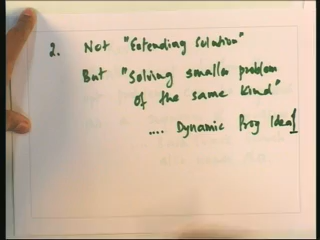 2. Not "Extending Solution"
But "Solving smaller problem
of the same kind"
.... Dynamic Prog Idea